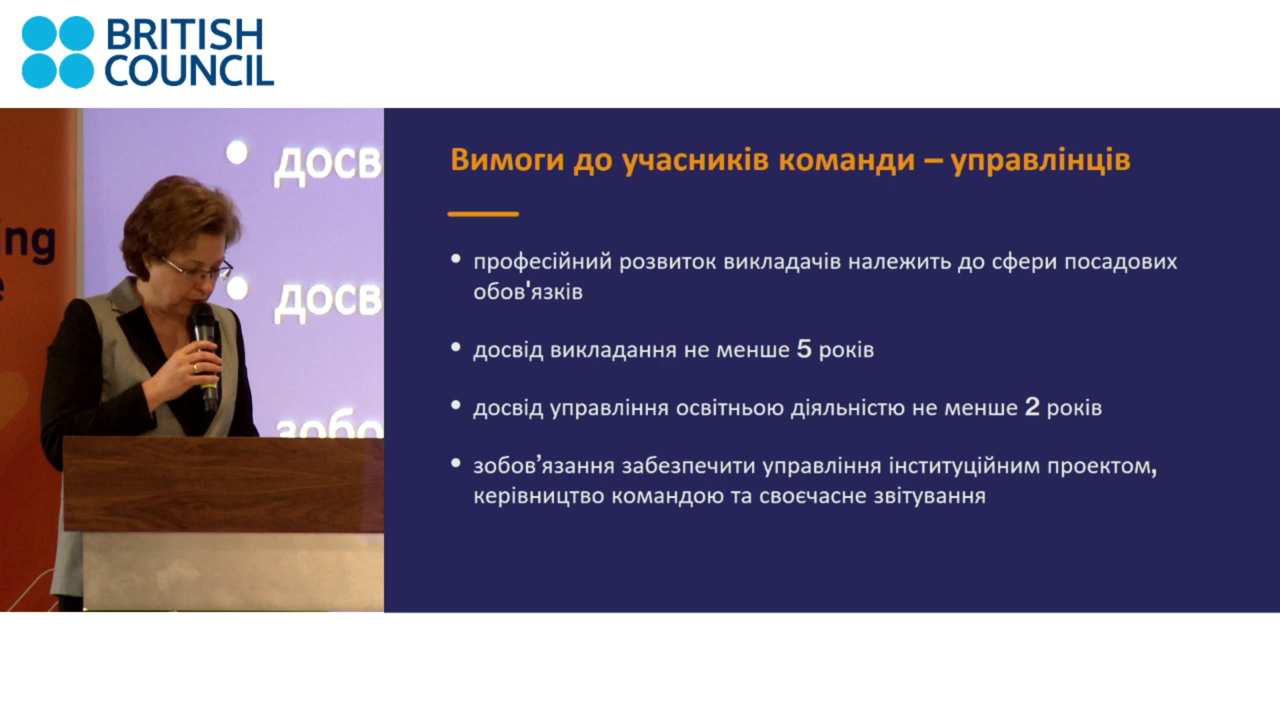 BRITISH
COUNCIL
ing
e
досв
досв
зобо
Вимоги до учасників команди – управлінців
• професійний розвиток викладачів належить до сфери посадових
обов'язків
• досвід викладання не менше 5 років
• досвід управління освітньою діяльністю не менше 2 років
• зобов’язання забезпечити управління інституційним проектом,
керівництво командою та своєчасне звітування